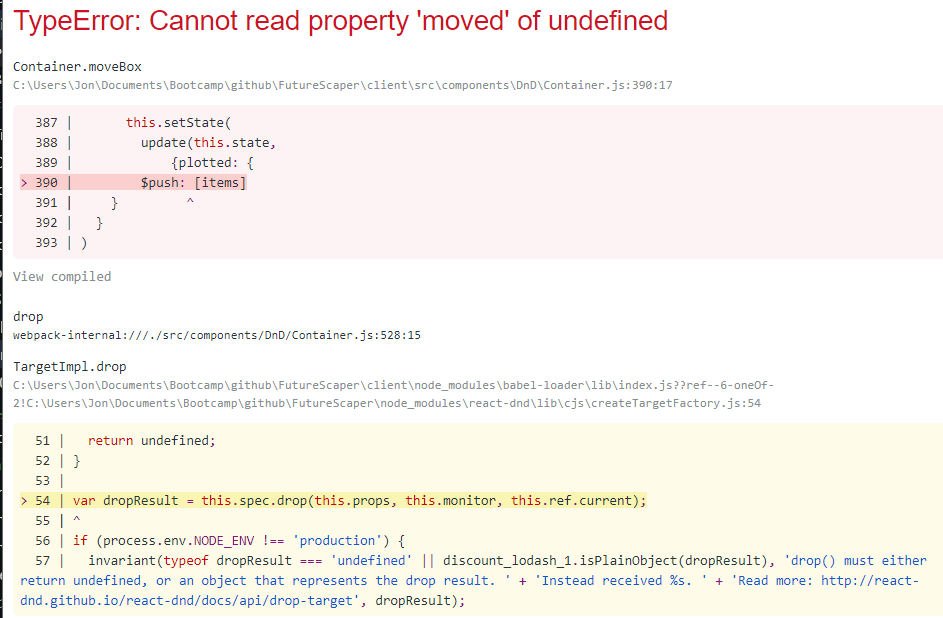 TypeError: Cannot read property 'moved' of undefined
Container.moveBox
C:\Users\Jon\Documents\Bootcamp\github\FutureScaper\client\src\components\DnD\Container.js:390:17
387 |       this.setState(
388 |         update(this.state,
389 |             {plotted: {
> 390 |         $push: [items]
391 |     }         ^
392 |   }
393 | )
View compiled
drop
webpack-internal:///./src/components/DnD/Container.js:528:15
TargetImpl.drop
C:\Users\Jon\Documents\Bootcamp\github\FutureScaper\client\node_modules\babel-loader\lib\index.js??ref--6-oneOf-
2!C:\Users\Jon\Documents\Bootcamp\github\FutureScaper\node_modules\react-dnd\lib\cjs\createTargetFactory.js:54
51 |   return undefined;
52 | }
53 |
> 54 | var dropResult = this.spec.drop(this.props, this.monitor, this.ref.current);
55 | ^
56 | if (process.env.NODE_ENV !== 'production') {
57 |   invariant(typeof dropResult === 'undefined' || discount_lodash_1.isPlainObject(dropResult), 'drop() must either
return undefined, or an object that represents the drop result. ' + 'Instead received %s. ' + 'Read more: http://react-
dnd.github.io/react-dnd/docs/api/drop-target', dropResult);